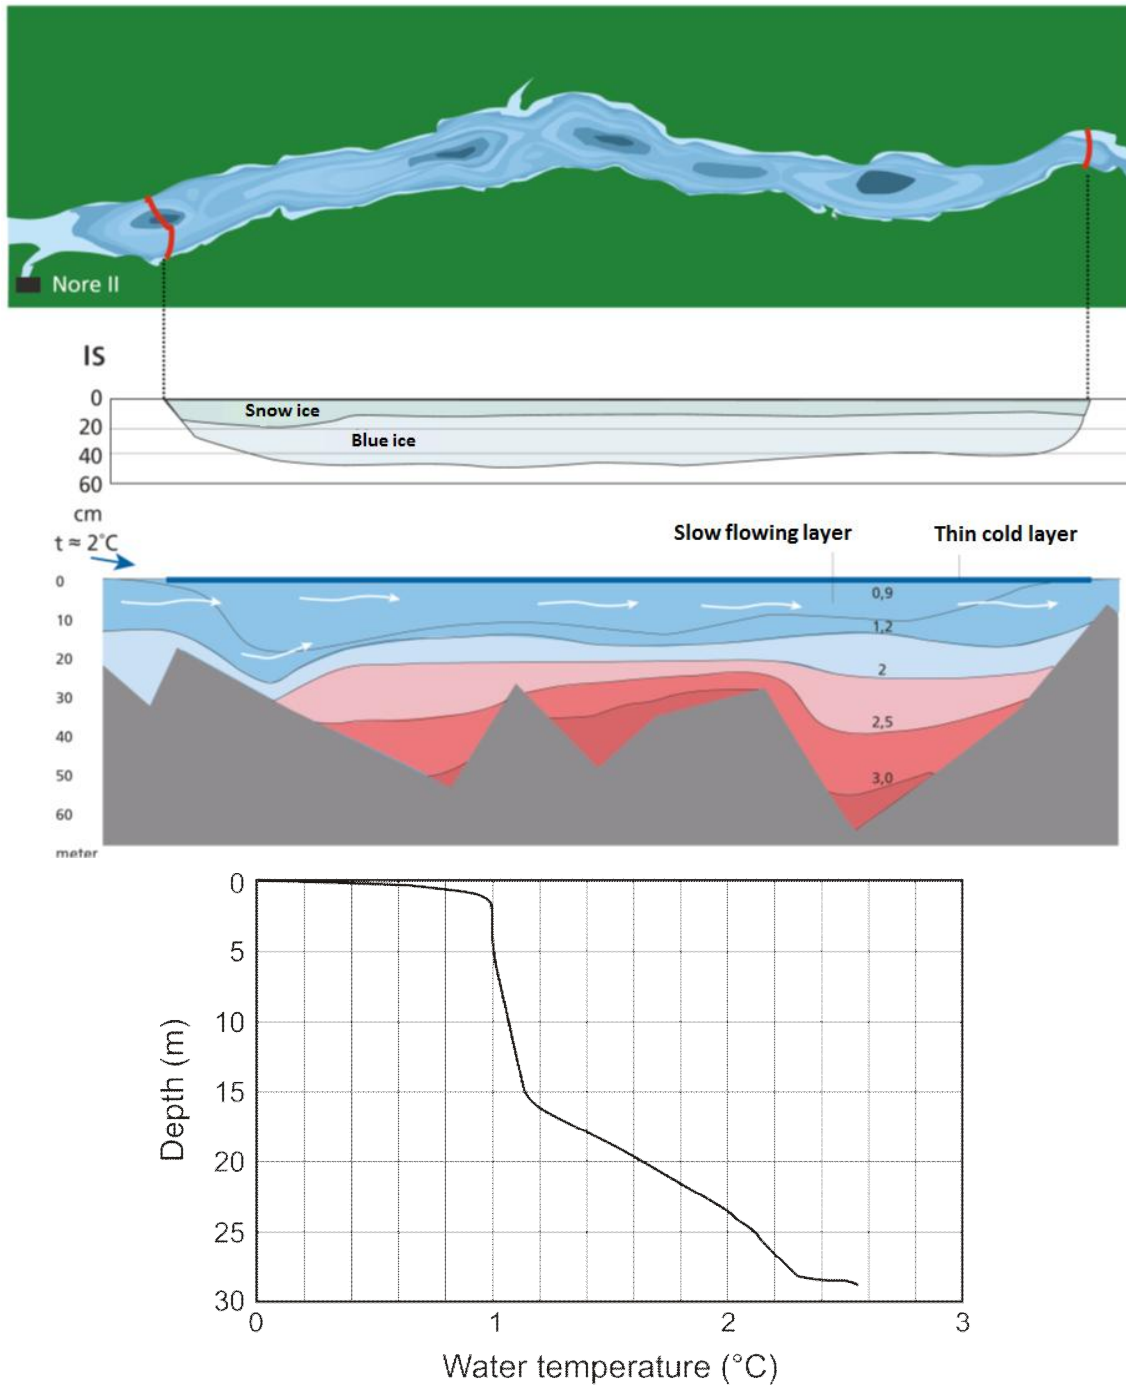 Nore II
IS
0
Snow ice
20
Blue ice
40
60
cm
Slow flowing layer
Thin cold layer
t ≈ 2°C
0
0,9
10
1,2
20
2
30
2,5
40
50
3,0
60
meter
0
5
10
15
20
25
30
Depth (m)
0 1 2 3
Water temperature (°C)